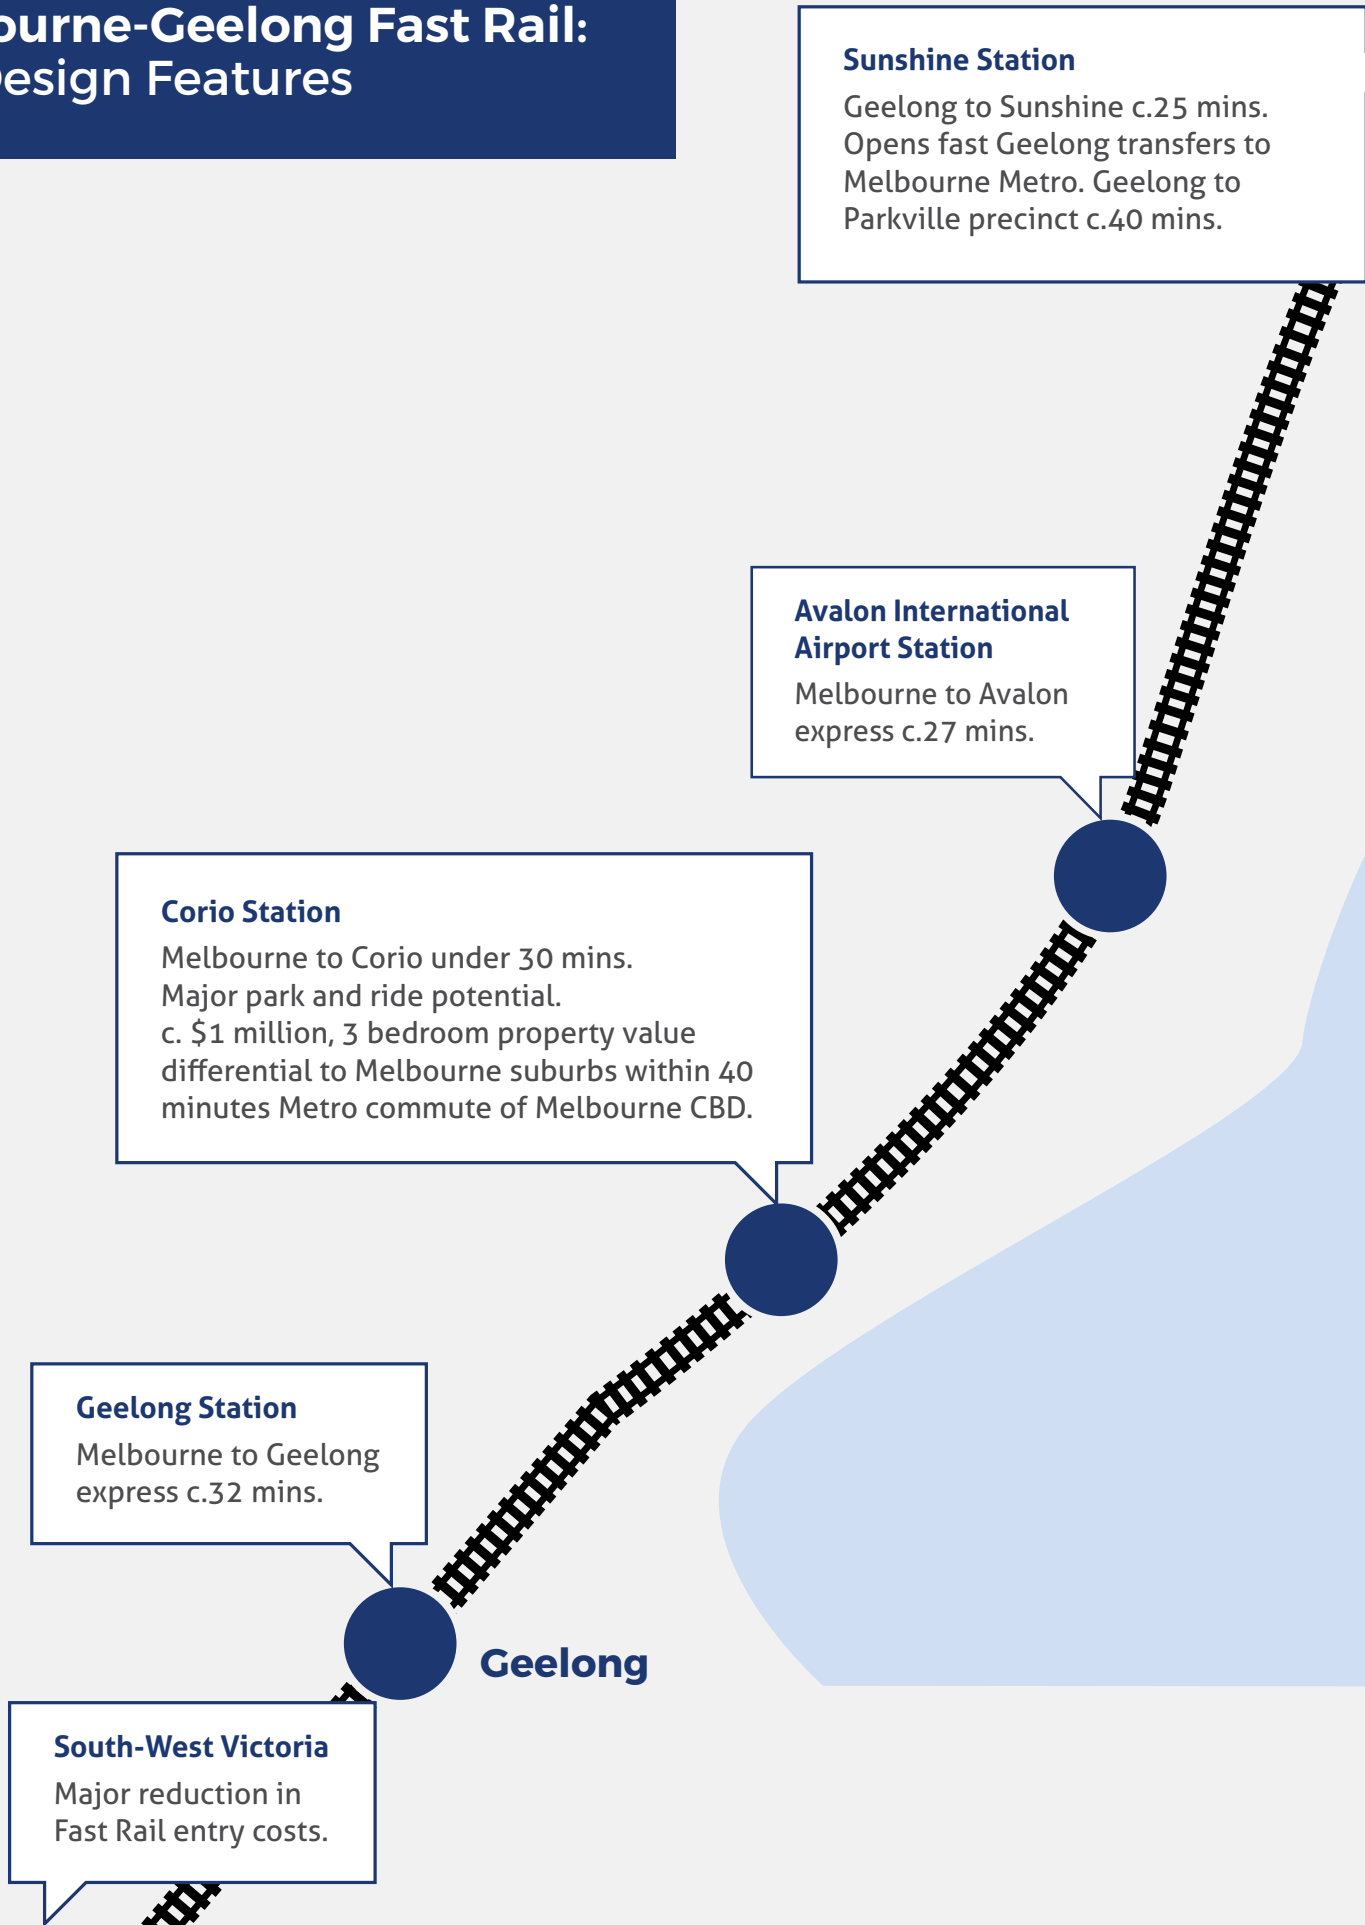 ourne-Geelong Fast Rail:
esign Features
Sunshine Station
Geelong to Sunshine c.25 mins.
Opens fast Geelong transfers to
Melbourne Metro. Geelong to
Parkville precinct c.40 mins.
Avalon International
Airport Station
Melbourne to Avalon
express c.27 mins.
Corio Station
Melbourne to Corio under 30 mins.
Major park and ride potential.
c. $1 million, 3 bedroom property value
differential to Melbourne suburbs within 40
minutes Metro commute of Melbourne CBD.
Geelong Station
Melbourne to Geelong
express c.32 mins.
Geelong
South-West Victoria
Major reduction in
Fast Rail entry costs.